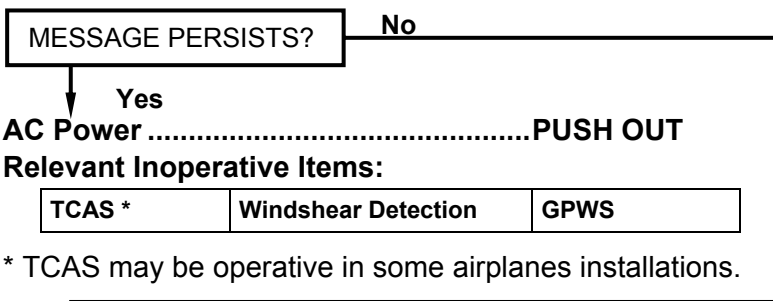 MESSAGE PERSISTS? No
Yes
AC Power ...............................................PUSH OUT
Relevant Inoperative Items:
TCAS * Windshear Detection GPWS
* TCAS may be operative in some airplanes installations.